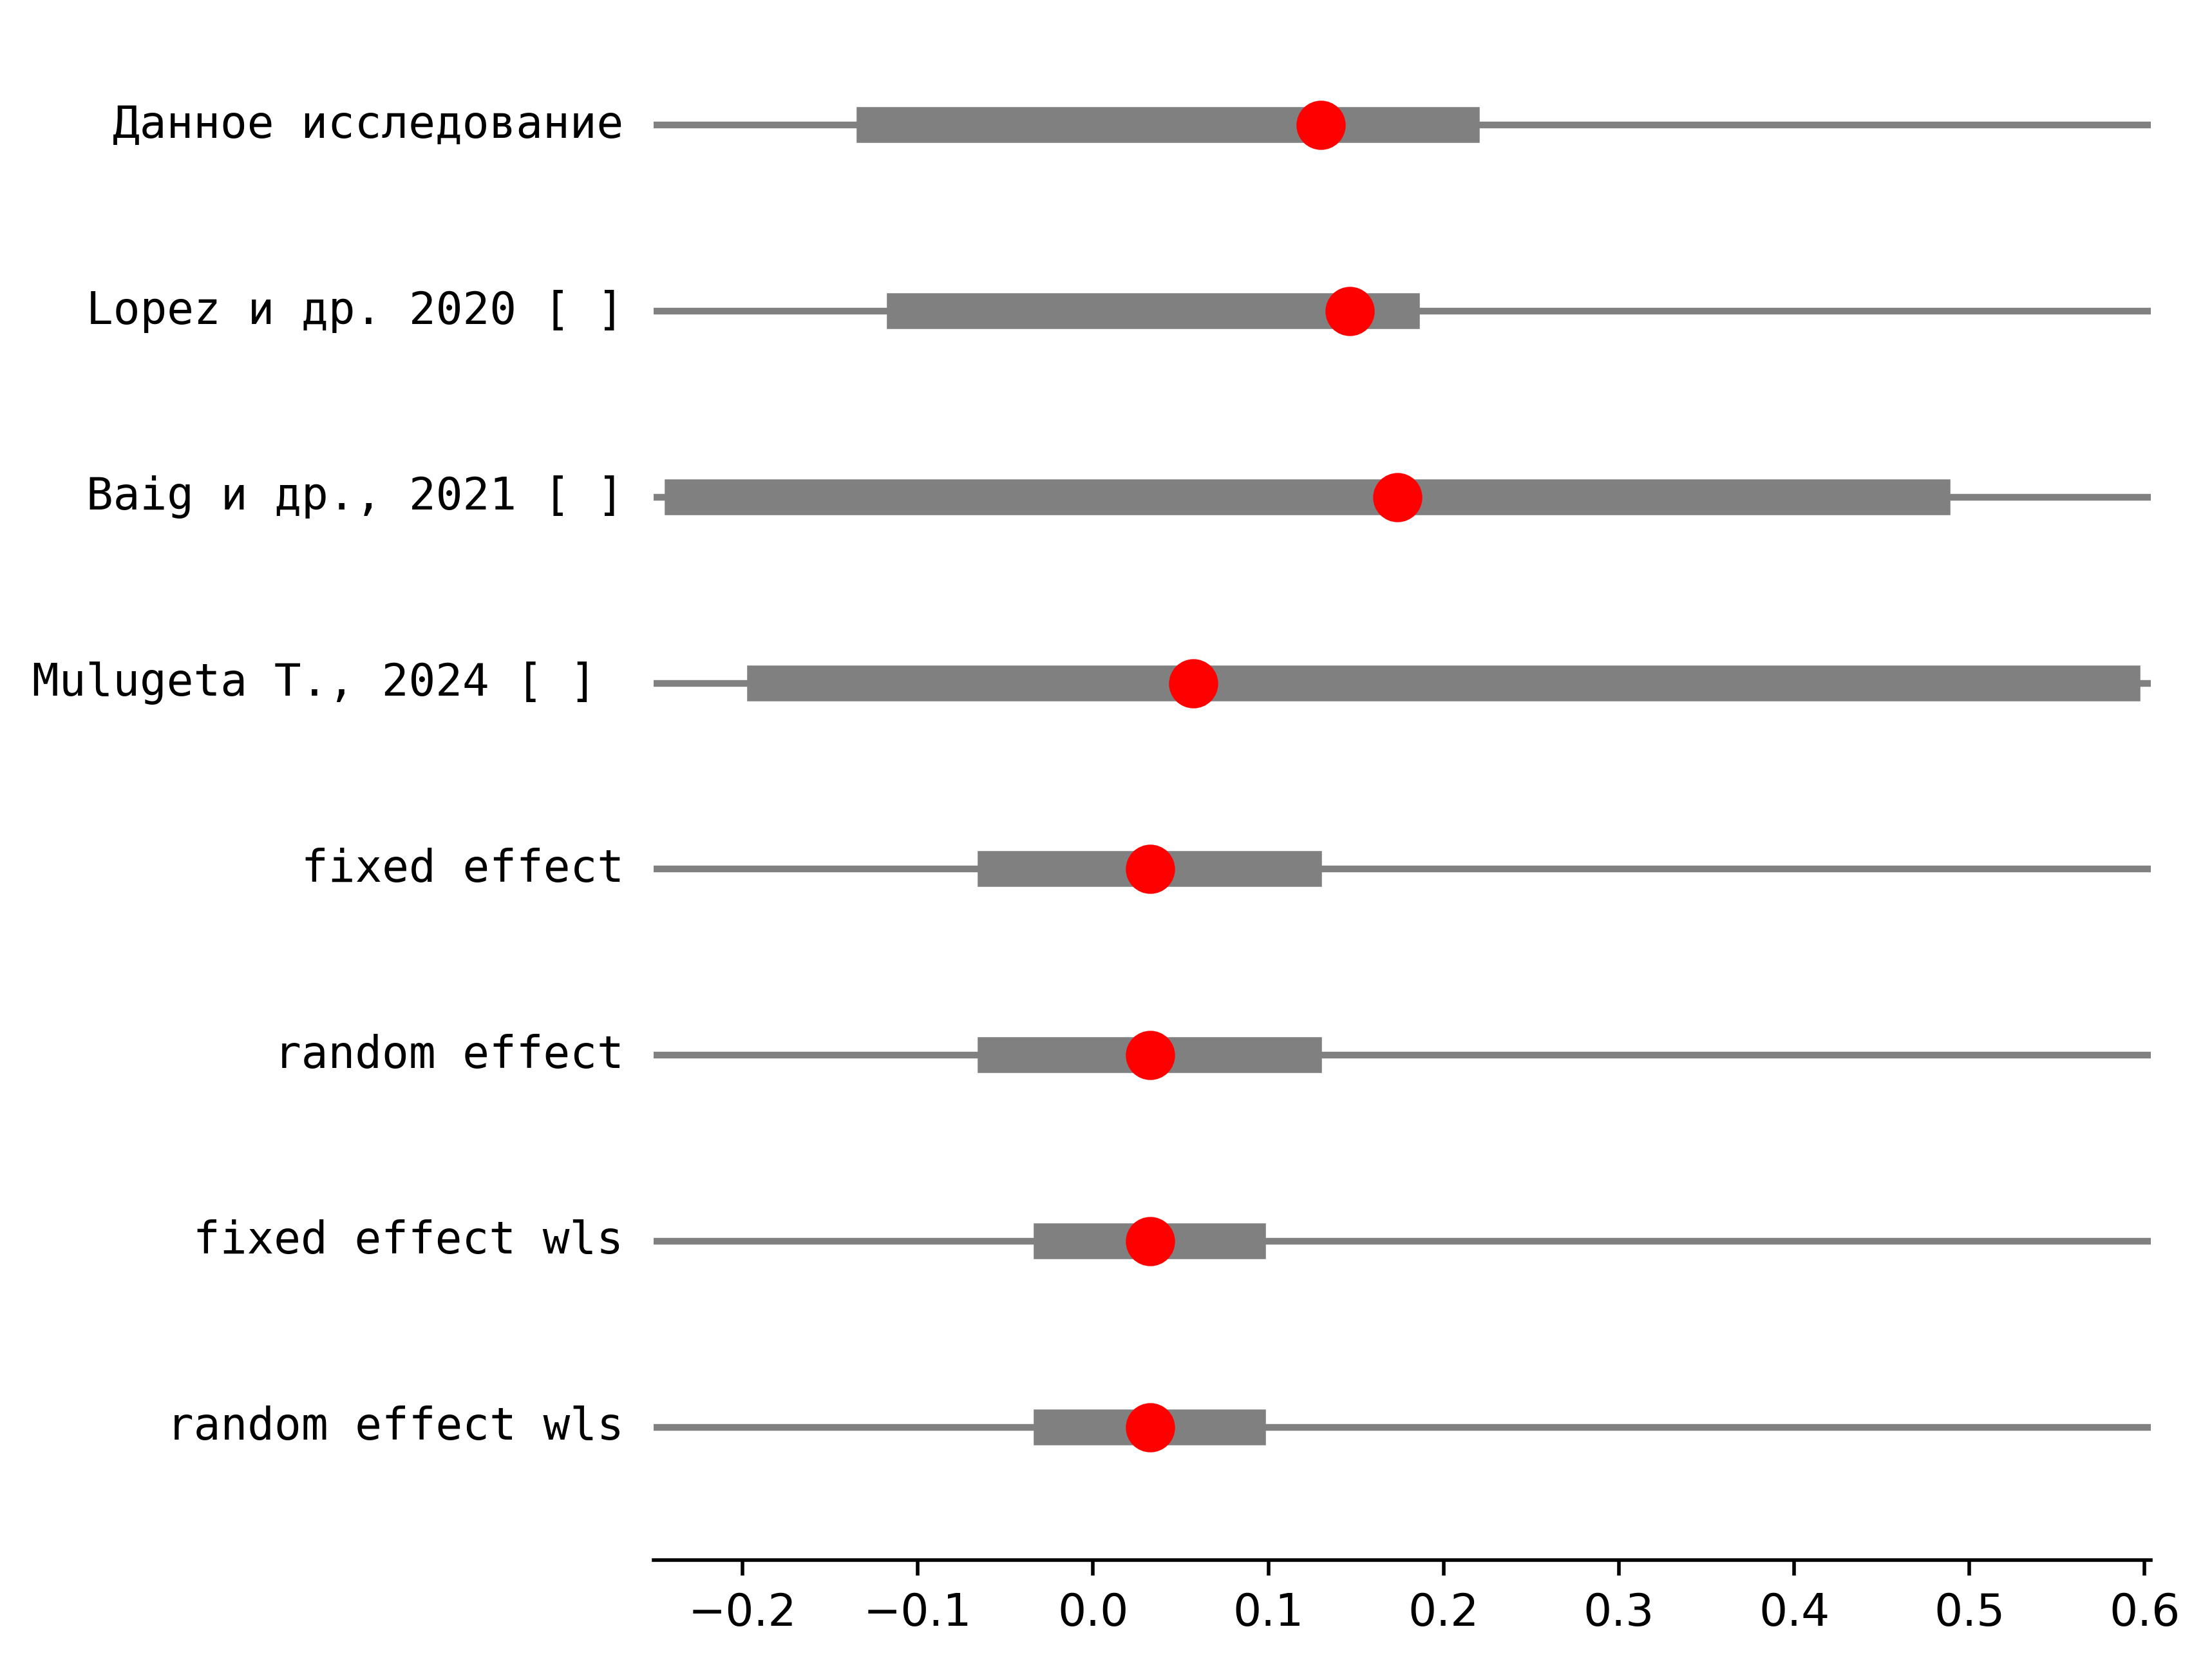 Данное исследование
Lopez и др. 2020 [ ]
Baig и др., 2021 [ ]
Mulugeta T., 2024 [ ]
fixed effect
random effect
fixed effect wls
random effect wls
−0.2 −0.1 0.0 0.1 0.2 0.3 0.4 0.5 0.6